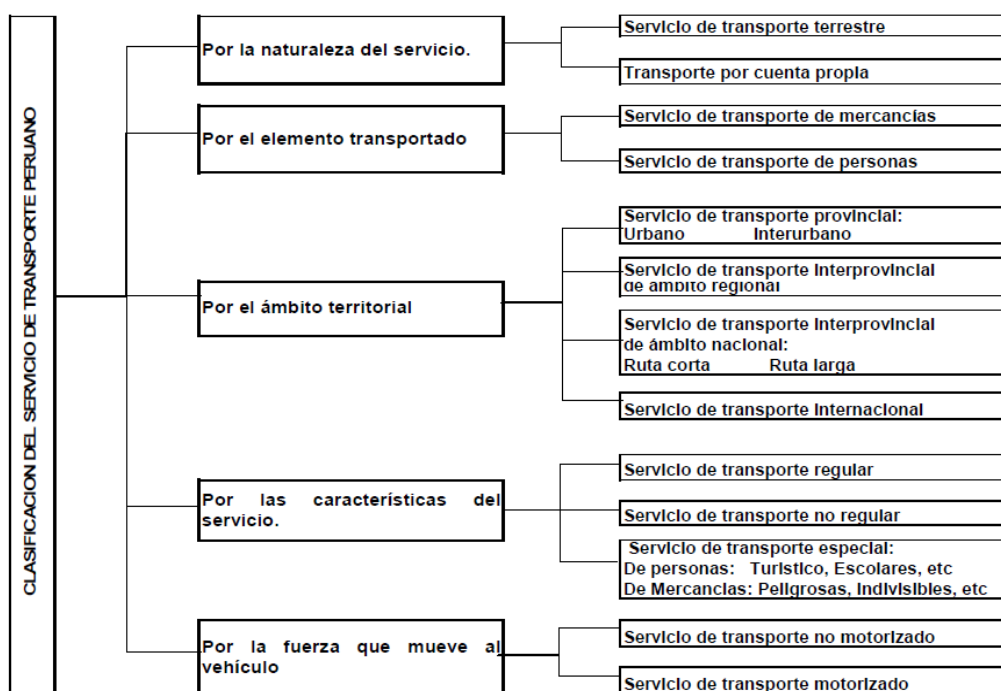 CLASIFICACION DEL SERVICIO DE TRANSPORTE PERUANO
Por la naturaleza del servicio.
Servicio de transporte terrestre
Transporte por cuenta propia
Por el elemento transportado
Servicio de transporte de mercancías
Servicio de transporte de personas
Por el ámbito territorial
Servicio de transporte provincial:
Urbano Interurbano
Servicio de transporte interprovincial
de ámbito regional
Servicio de transporte interprovincial
de ámbito nacional:
Ruta corta Ruta larga
Servicio de transporte internacional
Por las características del
servicio.
Servicio de transporte regular
Servicio de transporte no regular
Servicio de transporte especial:
De personas: Turistico, Escolares, etc
De Mercancias: Peligrosas, Indivisibles, etc
Por la fuerza que mueve al
vehículo
Servicio de transporte no motorizado
Servicio de transporte motorizado